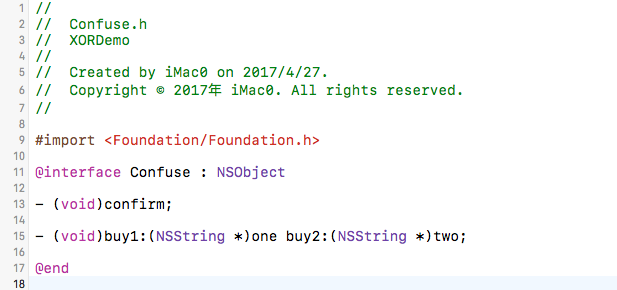 1 //
2 //  Confuse.h
3 //  XORDemo
4 //
5 //  Created by iMac0 on 2017/4/27.
6 //  Copyright © 2017年 iMac0. All rights reserved.
7 //
8
9 #import <Foundation/Foundation.h>
10
11 @interface Confuse : NSObject
12
13 - (void)confirm;
14
15 - (void)buy1:(NSString *)one buy2:(NSString *)two;
16
17 @end
18